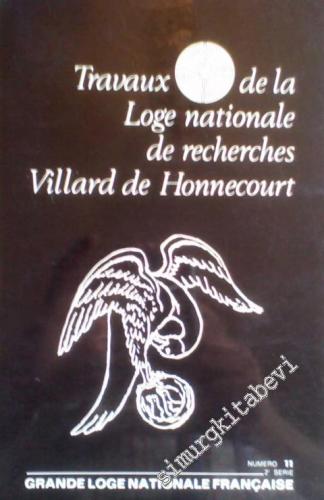 Travaux de la
Loge nationale
de recherches
Villard de Honnecourt
NUMERO 11
2e SERIE
GRANDE LOGE NATIONALE FRANÇAISE
simurgkitabevi